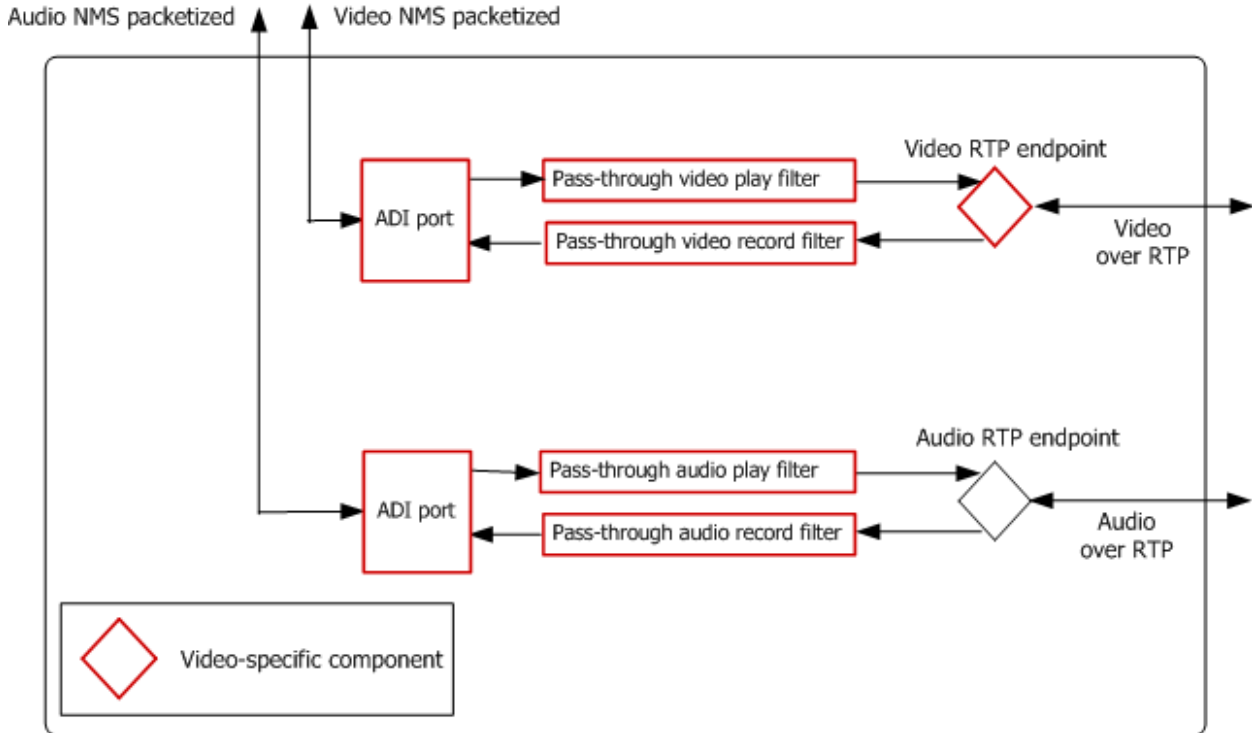 Audio NMS packetized
Video NMS packetized
Video RTP endpoint
Pass-through video play filter
ADI port
Pass-through video record filter
Video
over RTP
Audio RTP endpoint
Pass-through audio play filter
ADI port
Pass-through audio record filter
Audio
over RTP
Video-specific component